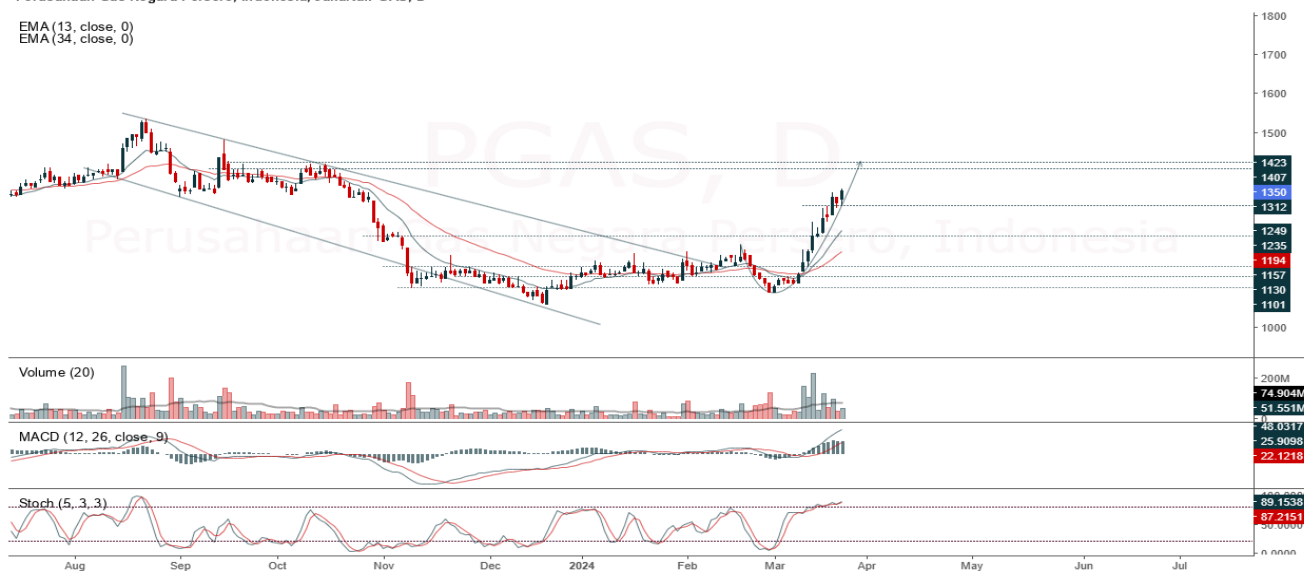 EMA (13, close, 0)
EMA (34, close, 0)
PGAS, D
Perusahaan Gas Negara Persero, Indonesia
1800
1700
1600
1500
1423
1407
1350
1312
1249
1235
1194
1157
1130
1101
1000
Volume (20)
200M
74.904M
51.551M
0
MACD (12, 26, close, 9)
48.0317
25.9098
22.1218
Stoch (5, 3, 3)
89.1538
87.2151
50.0000
0.0000
Aug Sep Oct Nov Dec 2024 Feb Mar Apr May Jun Jul